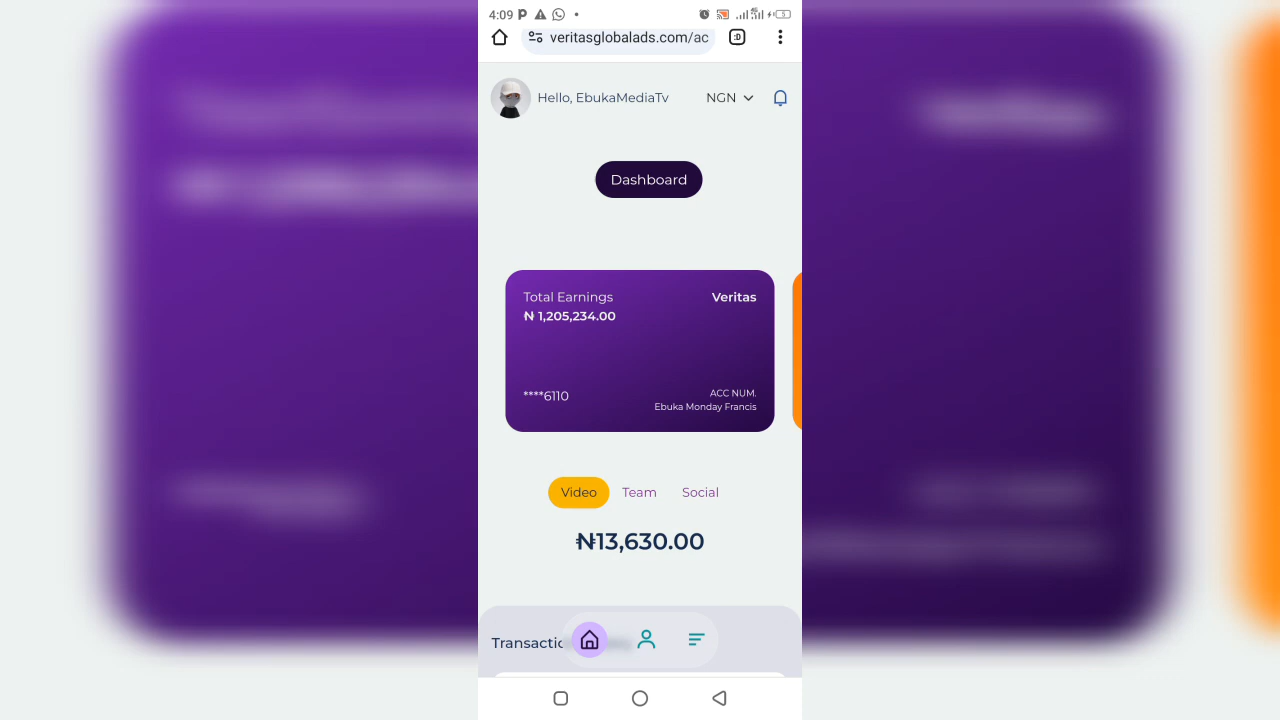 4:09
veritasglobalads.com/ac
:D
Hello, EbukaMediaTv
NGN
Dashboard
Total Earnings
Veritas
₦ 1,205,234.00
****6110
ACC NUM.
Ebuka Monday Francis
Video
Team
Social
₦13,630.00